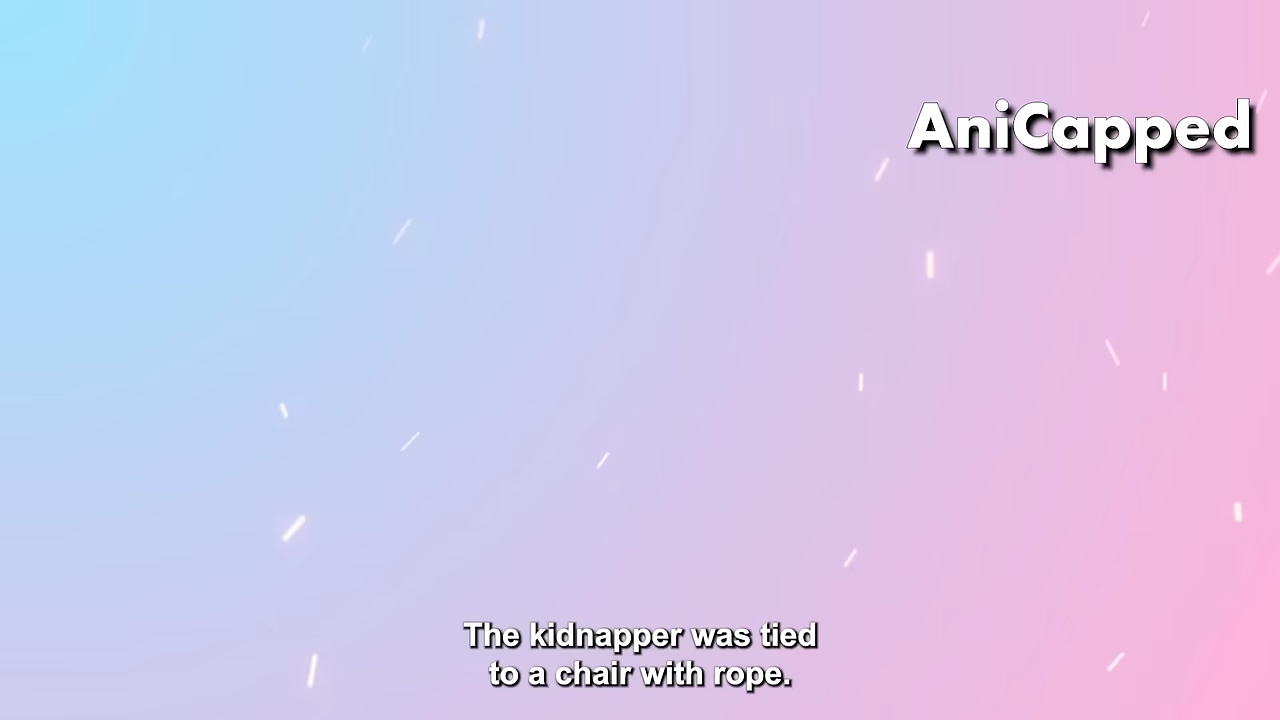 AniCapped
The kidnapper was tied
to a chair with rope.